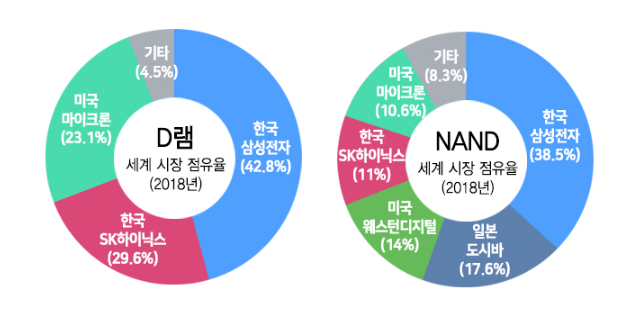 D램
세계 시장 점유율
(2018년)
한국
삼성전자
(42.8%)
한국
SK하이닉스
(29.6%)
미국
마이크론
(23.1%)
기타
(4.5%)
NAND
세계 시장 점유율
(2018년)
한국
삼성전자
(38.5%)
일본
도시바
(17.6%)
미국
웨스턴디지털
(14%)
한국
SK하이닉스
(11%)
미국
마이크론
(10.6%)
기타
(8.3%)